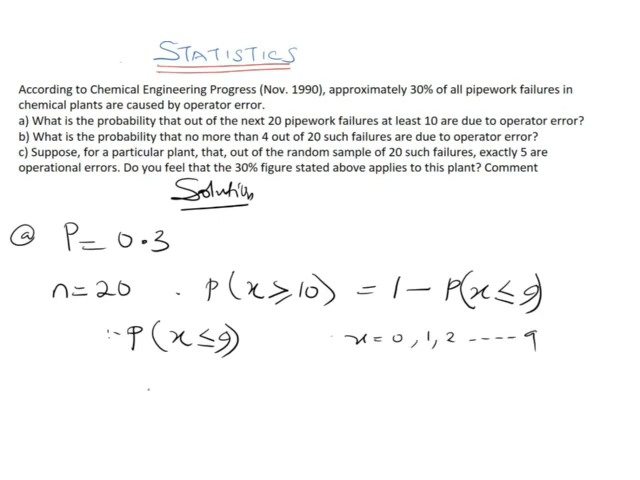 STATISTICS
According to Chemical Engineering Progress (Nov. 1990), approximately 30% of all pipework failures in
chemical plants are caused by operator error.
a) What is the probability that out of the next 20 pipework failures at least 10 are due to operator error?
b) What is the probability that no more than 4 out of 20 such failures are due to operator error?
c) Suppose, for a particular plant, that, out of the random sample of 20 such failures, exactly 5 are
operational errors. Do you feel that the 30% figure stated above applies to this plant? Comment
Solution
ⓐ P = 0.3
n = 20 . P(x ≥ 10) = 1 - P(x ≤ 9)
∴ P(x ≤ 9) x = 0, 1, 2 ---- 9